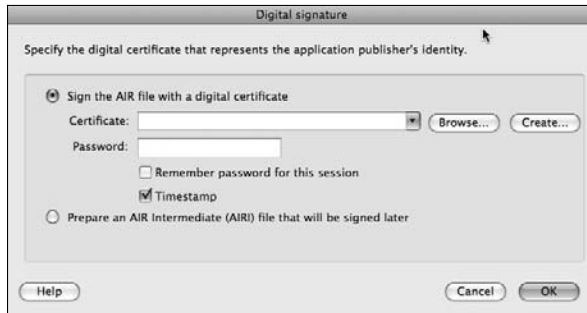 Digital signature
Specify the digital certificate that represents the application publisher's identity.
Sign the AIR file with a digital certificate
Certificate: Browse... Create...
Password:
Remember password for this session
Timestamp
Prepare an AIR Intermediate (AIRI) file that will be signed later
Help Cancel OK